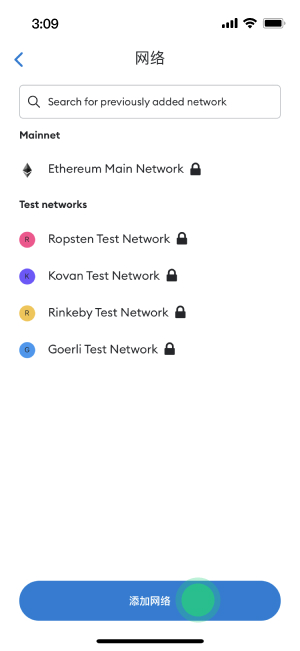 3:09
网络
Search for previously added network
Mainnet
Ethereum Main Network
Test networks
R Ropsten Test Network
K Kovan Test Network
R Rinkeby Test Network
G Goerli Test Network
添加网络